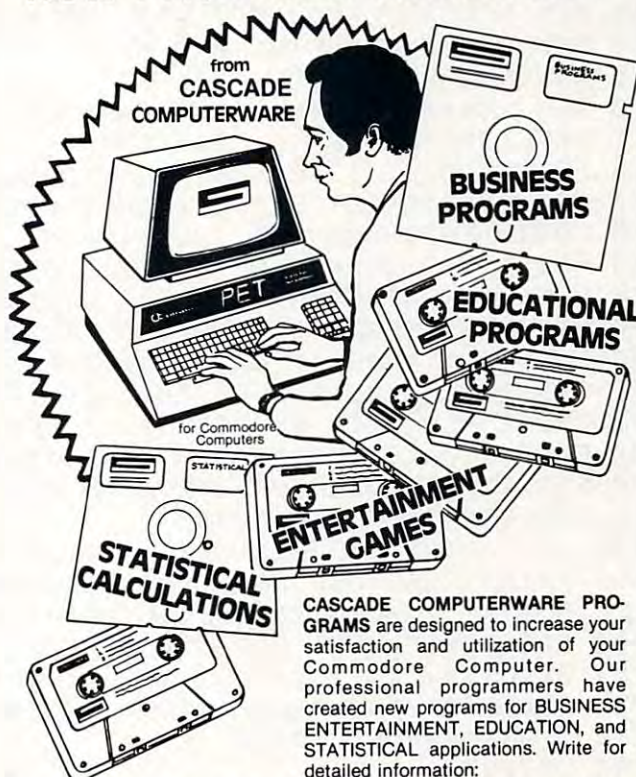 from
CASCADE
COMPUTERWARE
BUSINESS
PROGRAMS
BUSINESS
PROGRAMS
PET
EDUCATIONAL
PROGRAMS
for Commodore
Computers
STATISTICAL
ENTERTAINMENT
GAMES
STATISTICAL
CALCULATIONS
CASCADE COMPUTERWARE PRO-
GRAMS are designed to increase your
satisfaction and utilization of your
Commodore Computer. Our
professional programmers have
created new programs for BUSINESS
ENTERTAINMENT, EDUCATION, and
STATISTICAL applications. Write for
detailed information: